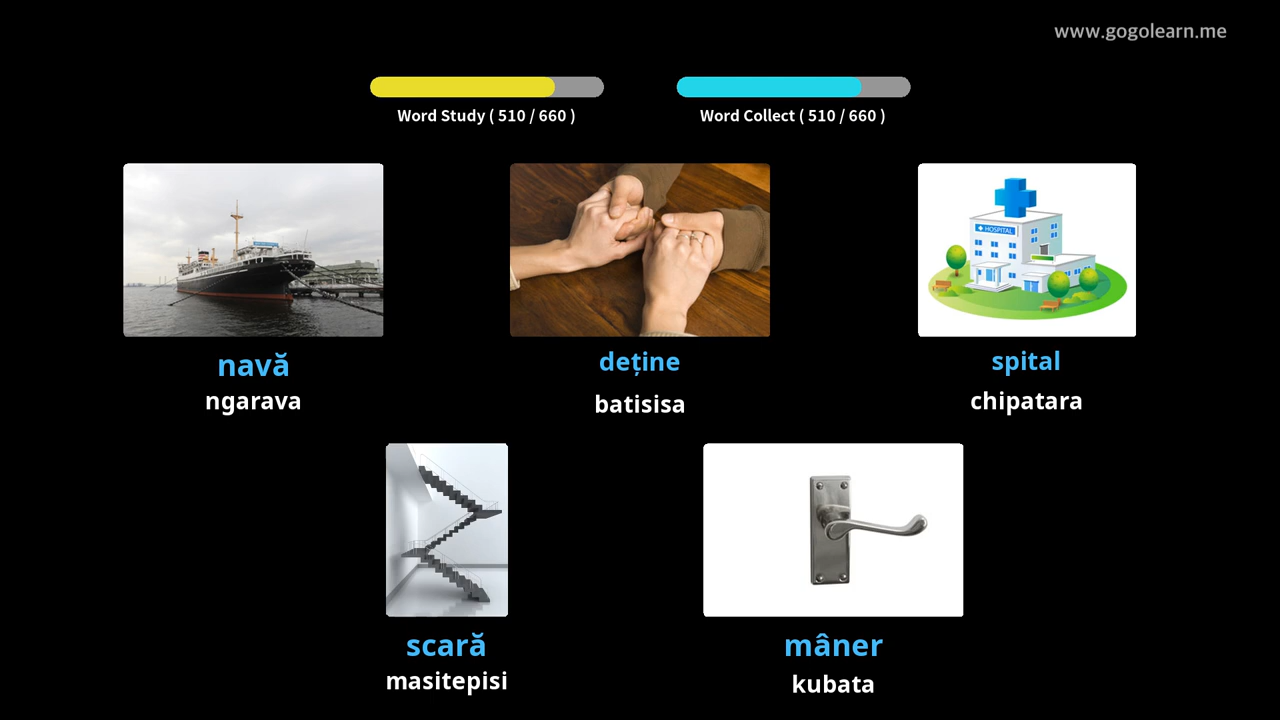 www.gogolearn.me
Word Study ( 510 / 660 )
Word Collect ( 510 / 660 )
HOSPITAL
navă
ngarava
deține
batisisa
spital
chipatara
scară
masitepisi
mâner
kubata